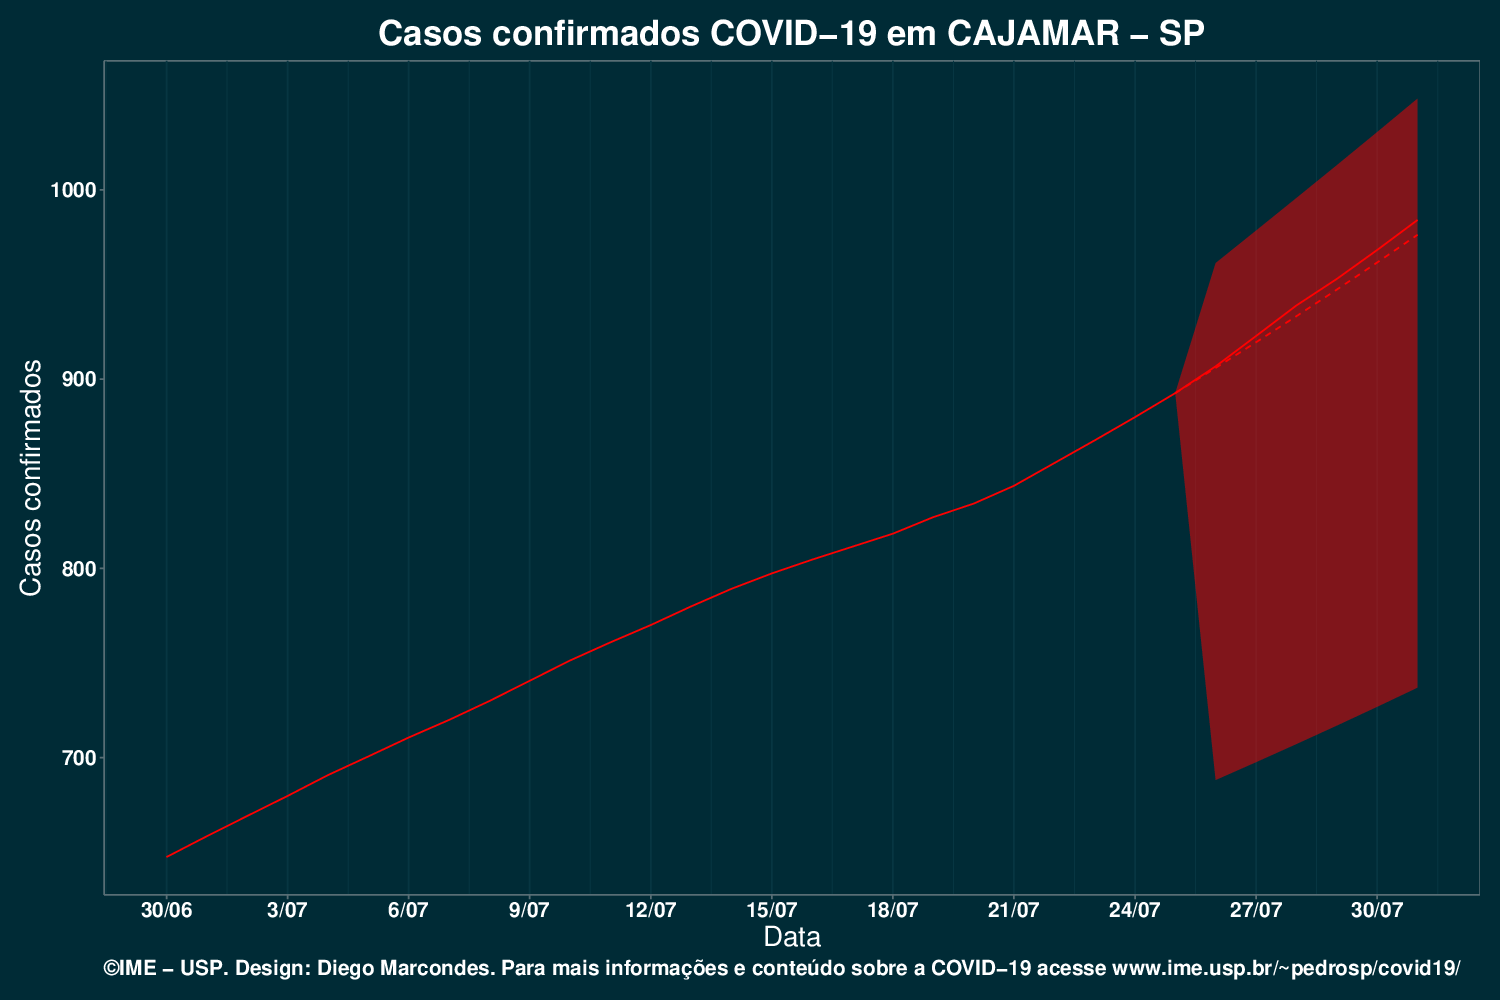 Casos confirmados COVID−19 em CAJAMAR − SP
Casos confirmados
1000
900
800
700
30/06 3/07 6/07 9/07 12/07 15/07 18/07 21/07 24/07 27/07 30/07
Data
©IME − USP. Design: Diego Marcondes. Para mais informações e conteúdo sobre a COVID−19 acesse www.ime.usp.br/~pedrosp/covid19/